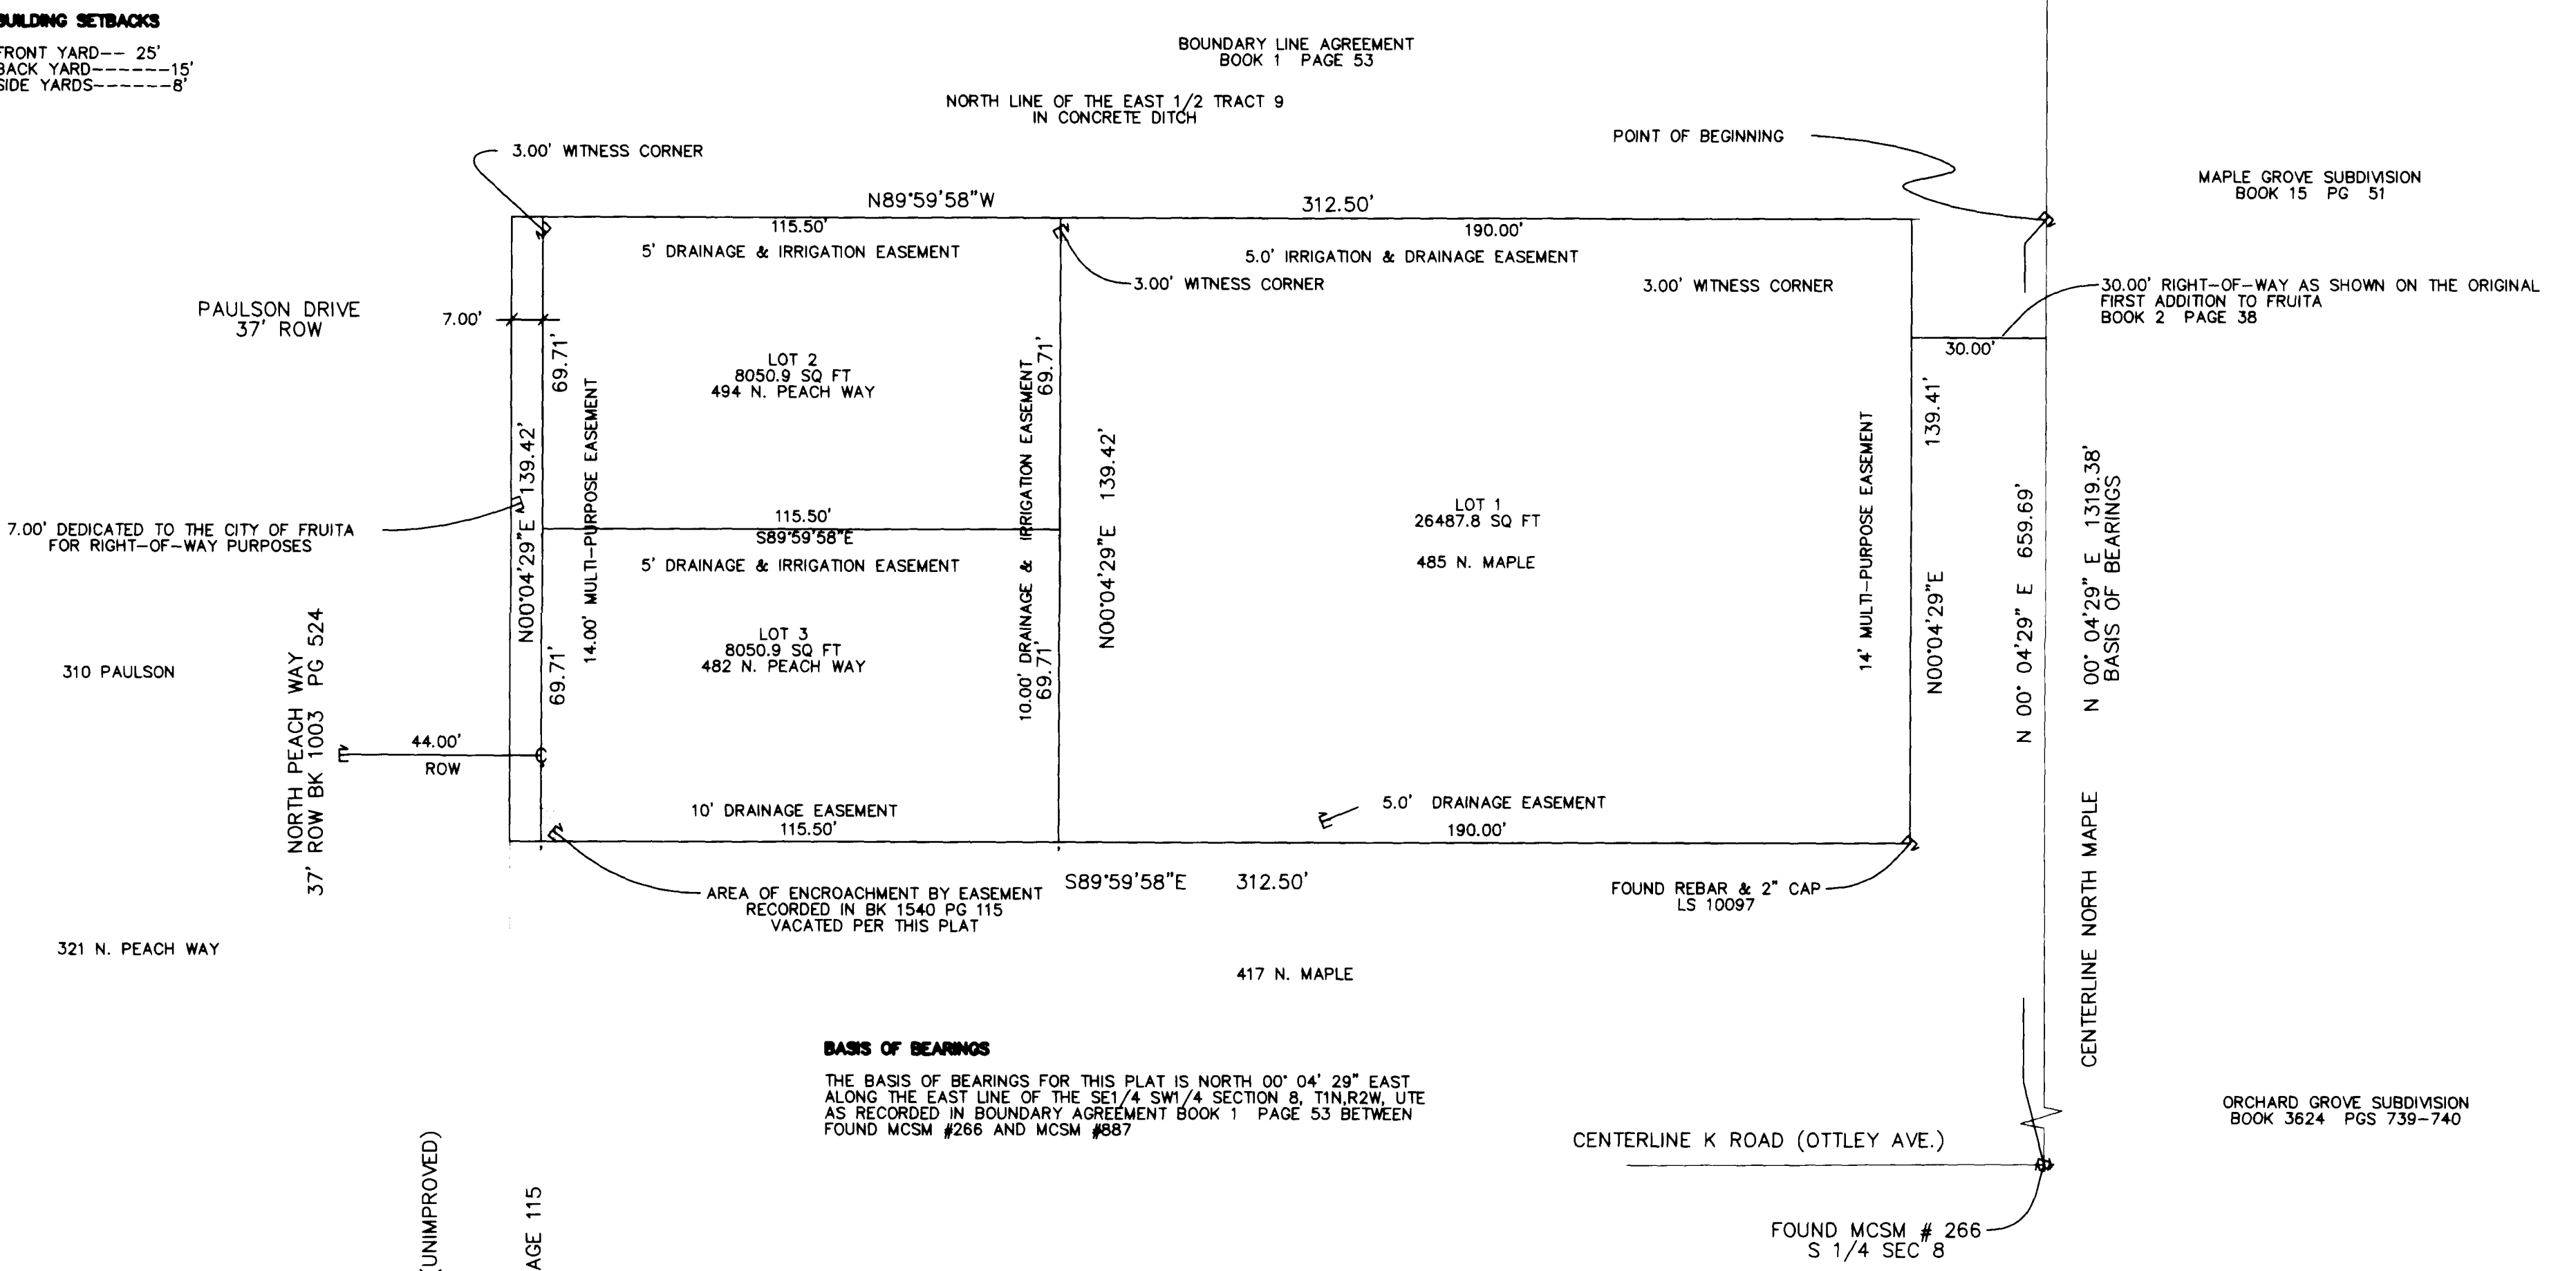 BUILDING SETBACKS
FRONT YARD-- 25'
BACK YARD------15'
SIDE YARDS------8'
BOUNDARY LINE AGREEMENT
BOOK 1 PAGE 53
NORTH LINE OF THE EAST 1/2 TRACT 9
IN CONCRETE DITCH
3.00' WITNESS CORNER
POINT OF BEGINNING
MAPLE GROVE SUBDIVISION
BOOK 15 PG 51
N89°59'58"W
312.50'
115.50'
190.00'
5' DRAINAGE & IRRIGATION EASEMENT
5.0' IRRIGATION & DRAINAGE EASEMENT
3.00' WITNESS CORNER
3.00' WITNESS CORNER
30.00' RIGHT-OF-WAY AS SHOWN ON THE ORIGINAL
FIRST ADDITION TO FRUITA
BOOK 2 PAGE 38
30.00'
PAULSON DRIVE
37' ROW
7.00'
69.71'
LOT 2
8050.9 SQ FT
494 N. PEACH WAY
69.71'
14.00' MULTI-PURPOSE EASEMENT
10.00' DRAINAGE & IRRIGATION EASEMENT
N00°04'29"E 139.42'
N00°04'29"E 139.42'
LOT 1
26487.8 SQ FT
485 N. MAPLE
14' MULTI-PURPOSE EASEMENT
139.41'
N00°04'29"E
N 00° 04'29" E 659.69'
N 00° 04'29" E 1319.38'
BASIS OF BEARINGS
CENTERLINE NORTH MAPLE
7.00' DEDICATED TO THE CITY OF FRUITA
FOR RIGHT-OF-WAY PURPOSES
115.50'
S89°59'58"E
5' DRAINAGE & IRRIGATION EASEMENT
LOT 3
8050.9 SQ FT
482 N. PEACH WAY
69.71'
69.71'
310 PAULSON
NORTH PEACH WAY
37' ROW BK 1003 PG 524
44.00'
ROW
10' DRAINAGE EASEMENT
115.50'
5.0' DRAINAGE EASEMENT
190.00'
S89°59'58"E 312.50'
AREA OF ENCROACHMENT BY EASEMENT
RECORDED IN BK 1540 PG 115
VACATED PER THIS PLAT
FOUND REBAR & 2" CAP
LS 10097
321 N. PEACH WAY
417 N. MAPLE
BASIS OF BEARINGS
THE BASIS OF BEARINGS FOR THIS PLAT IS NORTH 00° 04' 29" EAST
ALONG THE EAST LINE OF THE SE1/4 SW1/4 SECTION 8, T1N,R2W, UTE
AS RECORDED IN BOUNDARY AGREEMENT BOOK 1 PAGE 53 BETWEEN
FOUND MCSM #266 AND MCSM #887
ORCHARD GROVE SUBDIVISION
BOOK 3624 PGS 739-740
CENTERLINE K ROAD (OTTLEY AVE.)
FOUND MCSM # 266
S 1/4 SEC 8
(UNIMPROVED)
AGE 115